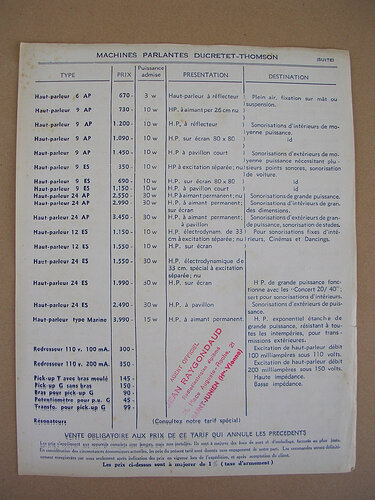 MACHINES PARLANTES DUCRETET-THOMSON (SUITE)
TYPE PRIX Puissance admise PRESENTATION DESTINATION
Haut-parleur 6 AP 670 - 3 w Haut-parleur à réflecteur Plein air, fixation sur mât ou suspension.
Haut-parleur 9 AP 730 - 10 w HP. à aimant per 26 cm nu
Haut-parleur 9 AP 1.200 - 10 w H.P. à réflecteur Sonorisations d'intérieurs de moyenne puissance.
Haut-parleur 9 AP 1.090 - 10 w H.P. sur écran 80 x 80 id
Haut-parleur 9 AP 1.450 - 10 w H.P. à pavillon court Sonorisations d'extérieurs de moyenne puissance nécessitant plusieurs points sonores, sonorisation de voiture.
Haut-parleur 9 ES 550 - 10 w HP à excitation séparée; nu
Haut-parleur 9 ES 690 - 10 w H.P. sur écran 80 x 80 id
Haut-parleur 9 ES 1.150 - 10 w H.P. à pavillon court id
Haut-parleur 24 AP 2.550 - 30 w H.P. à aimant permanent; nu Sonorisations de grande puissance.
Haut-parleur 24 AP 2.990 - 30 w H.P. à aimant permanent; sur écran Sonorisations d'intérieurs de grandes dimensions.
Haut-parleur 24 AP 3.450 - 30 w H.P. à aimant permanent, à pavillon court Sonorisations d'extérieurs de grande puissance, sonorisation de stades.
Haut-parleur 12 ES 1.150 - 10 w H.P. électrodynam. de 33 cm à excitation séparée; nu Pour sonorisations fixes d'intérieurs, Cinémas et Dancings.
Haut-parleur 12 ES 1.550 - 10 w H.P. sur écran
Haut-parleur 24 ES 1.550 - 30 w H.P. électrodynamique de 33 cm. spécial à excitation séparée; nu
Haut-parleur 24 ES 1.990 - 30 w H.P. sur écran H.P. de grande puissance fonctionne avec les "Concert 20/40"; sert pour sonorisations d'intérieurs.
Haut-parleur 24 ES 2.490 - 30 w H.P. à pavillon Sonorisations d'extérieurs de puissance.
Haut-parleur type Marine 3.990 - 15 w H.P. à aimant permanent. H.P. exponentiel étanche de grande puissance, résistant à toutes les intempéries, pour transmissions extérieures.
Redresseur 110 v. 100 mA. 300 - Excitation de haut-parleur débit 100 milliampères sous 110 volts.
Redresseur 110 v. 200 mA. 550 - Excitation de haut-parleur débit 200 milliampères sous 150 volts.
Pick-up T avec bras moulé 145 - Haute impédance.
Pick-up G sans bras 150 - Basse impédance.
Bras pour pick-up G 90 -
Potentiomètre pour p.u. G 45 -
Transfo. pour pick-up G 99 -
Résonateurs (Consultez notre tarif spécial)
JEAN RAYGONDAUD
SAINT-JUNIEN (Hte-Vienne)
VENTE OBLIGATOIRE AUX PRIX DE CE TARIF QUI ANNULE LES PRECEDENTS
Les prix ci-dessus sont à majorer de 1 % (taxe d'armement)